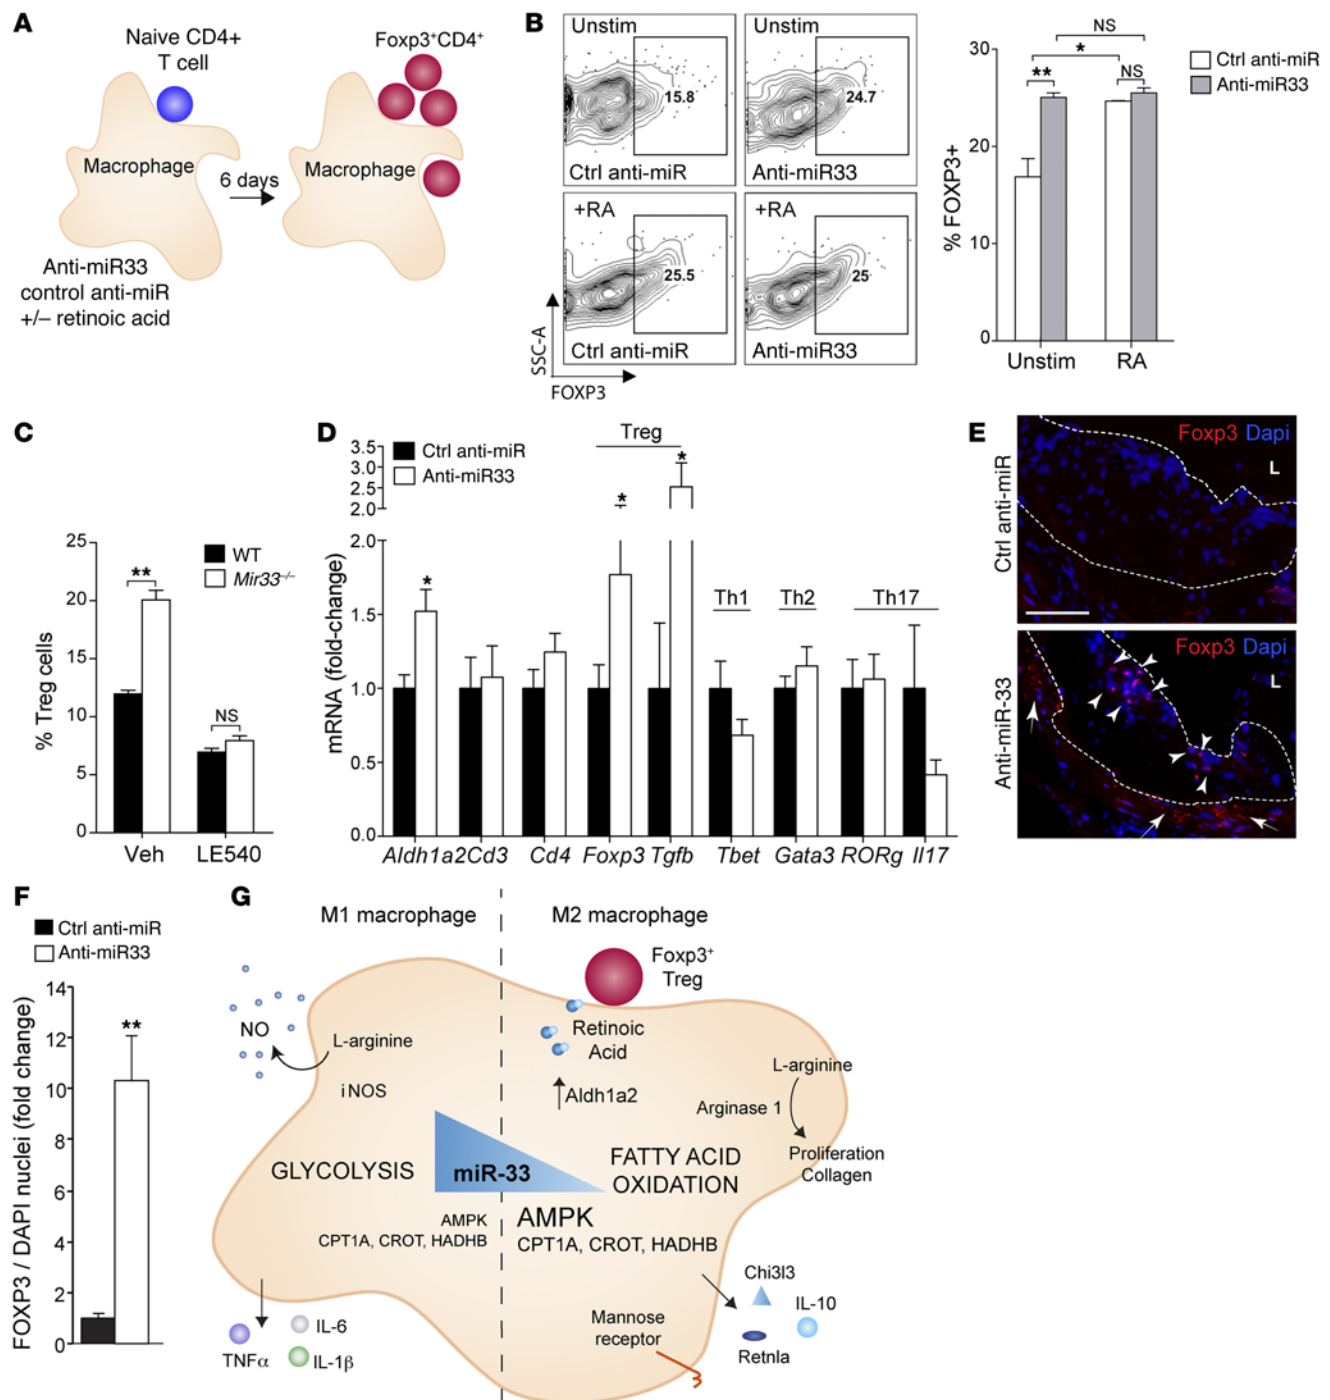 A
Naive CD4+
T cell
Foxp3⁺CD4⁺
Macrophage
6 days
Macrophage
Anti-miR33
control anti-miR
+/– retinoic acid
B
Unstim
15.8
Ctrl anti-miR
Unstim
24.7
Anti-miR33
+RA
25.5
Ctrl anti-miR
+RA
25
Anti-miR33
SSC-A
FOXP3
% FOXP3+
30
20
10
0
**
*
NS
NS
Unstim
RA
Ctrl anti-miR
Anti-miR33
C
% Treg cells
25
20
15
10
5
0
WT
Mir33⁻/⁻
**
NS
Veh
LE540
D
Ctrl anti-miR
Anti-miR33
mRNA (fold-change)
3.5
3.0
2.5
2.0
2.0
1.5
1.0
0.5
0.0
Treg
*
*
*
Th1
Th2
Th17
Aldh1a2
Cd3
Cd4
Foxp3
Tgfb
Tbet
Gata3
RORg
Il17
E
Ctrl anti-miR
Foxp3 Dapi
L
Anti-miR-33
Foxp3 Dapi
L
F
Ctrl anti-miR
Anti-miR33
FOXP3 / DAPI nuclei (fold change)
14
12
10
8
6
4
2
0
**
G
M1 macrophage
M2 macrophage
Foxp3⁺
Treg
NO
L-arginine
iNOS
Retinoic
Acid
Aldh1a2
L-arginine
Arginase 1
Proliferation
Collagen
GLYCOLYSIS
miR-33
FATTY ACID
OXIDATION
AMPK
CPT1A, CROT, HADHB
AMPK
CPT1A, CROT, HADHB
TNFα
IL-6
IL-1β
Mannose
receptor
Chi3l3
IL-10
Retnla